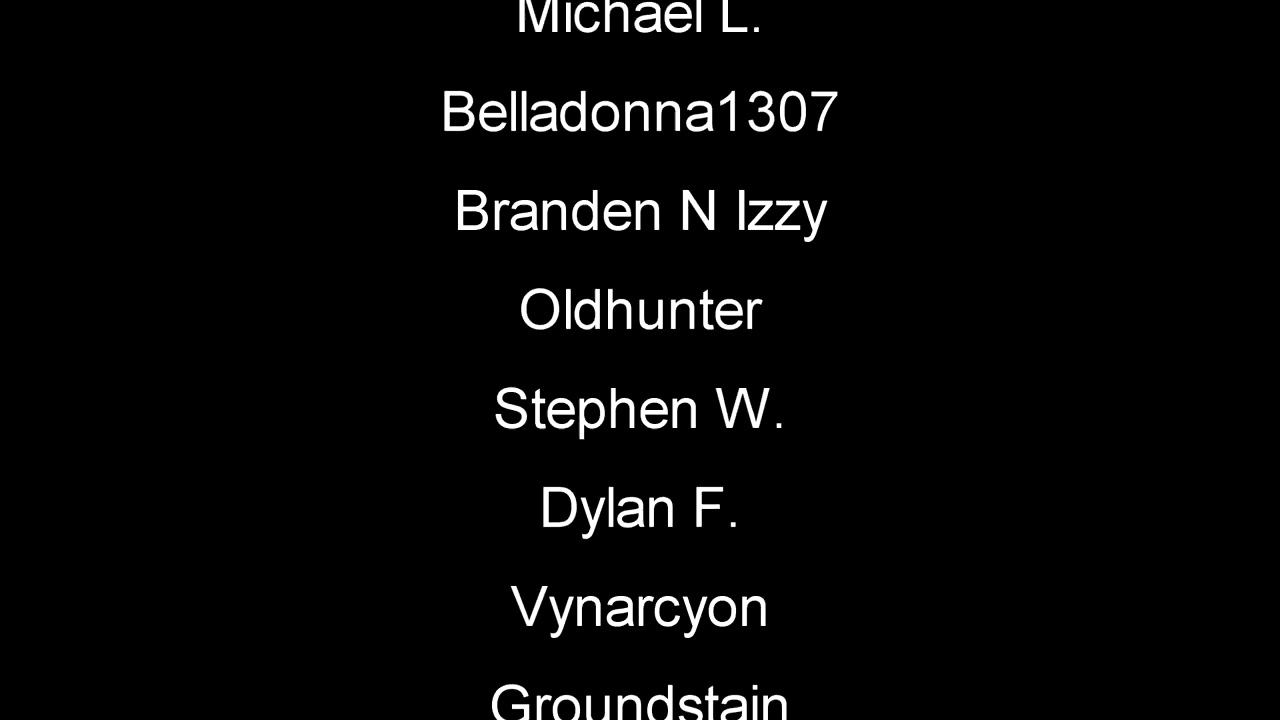 Michael L.
Belladonna1307
Branden N Izzy
Oldhunter
Stephen W.
Dylan F.
Vynarcyon
Groundstain